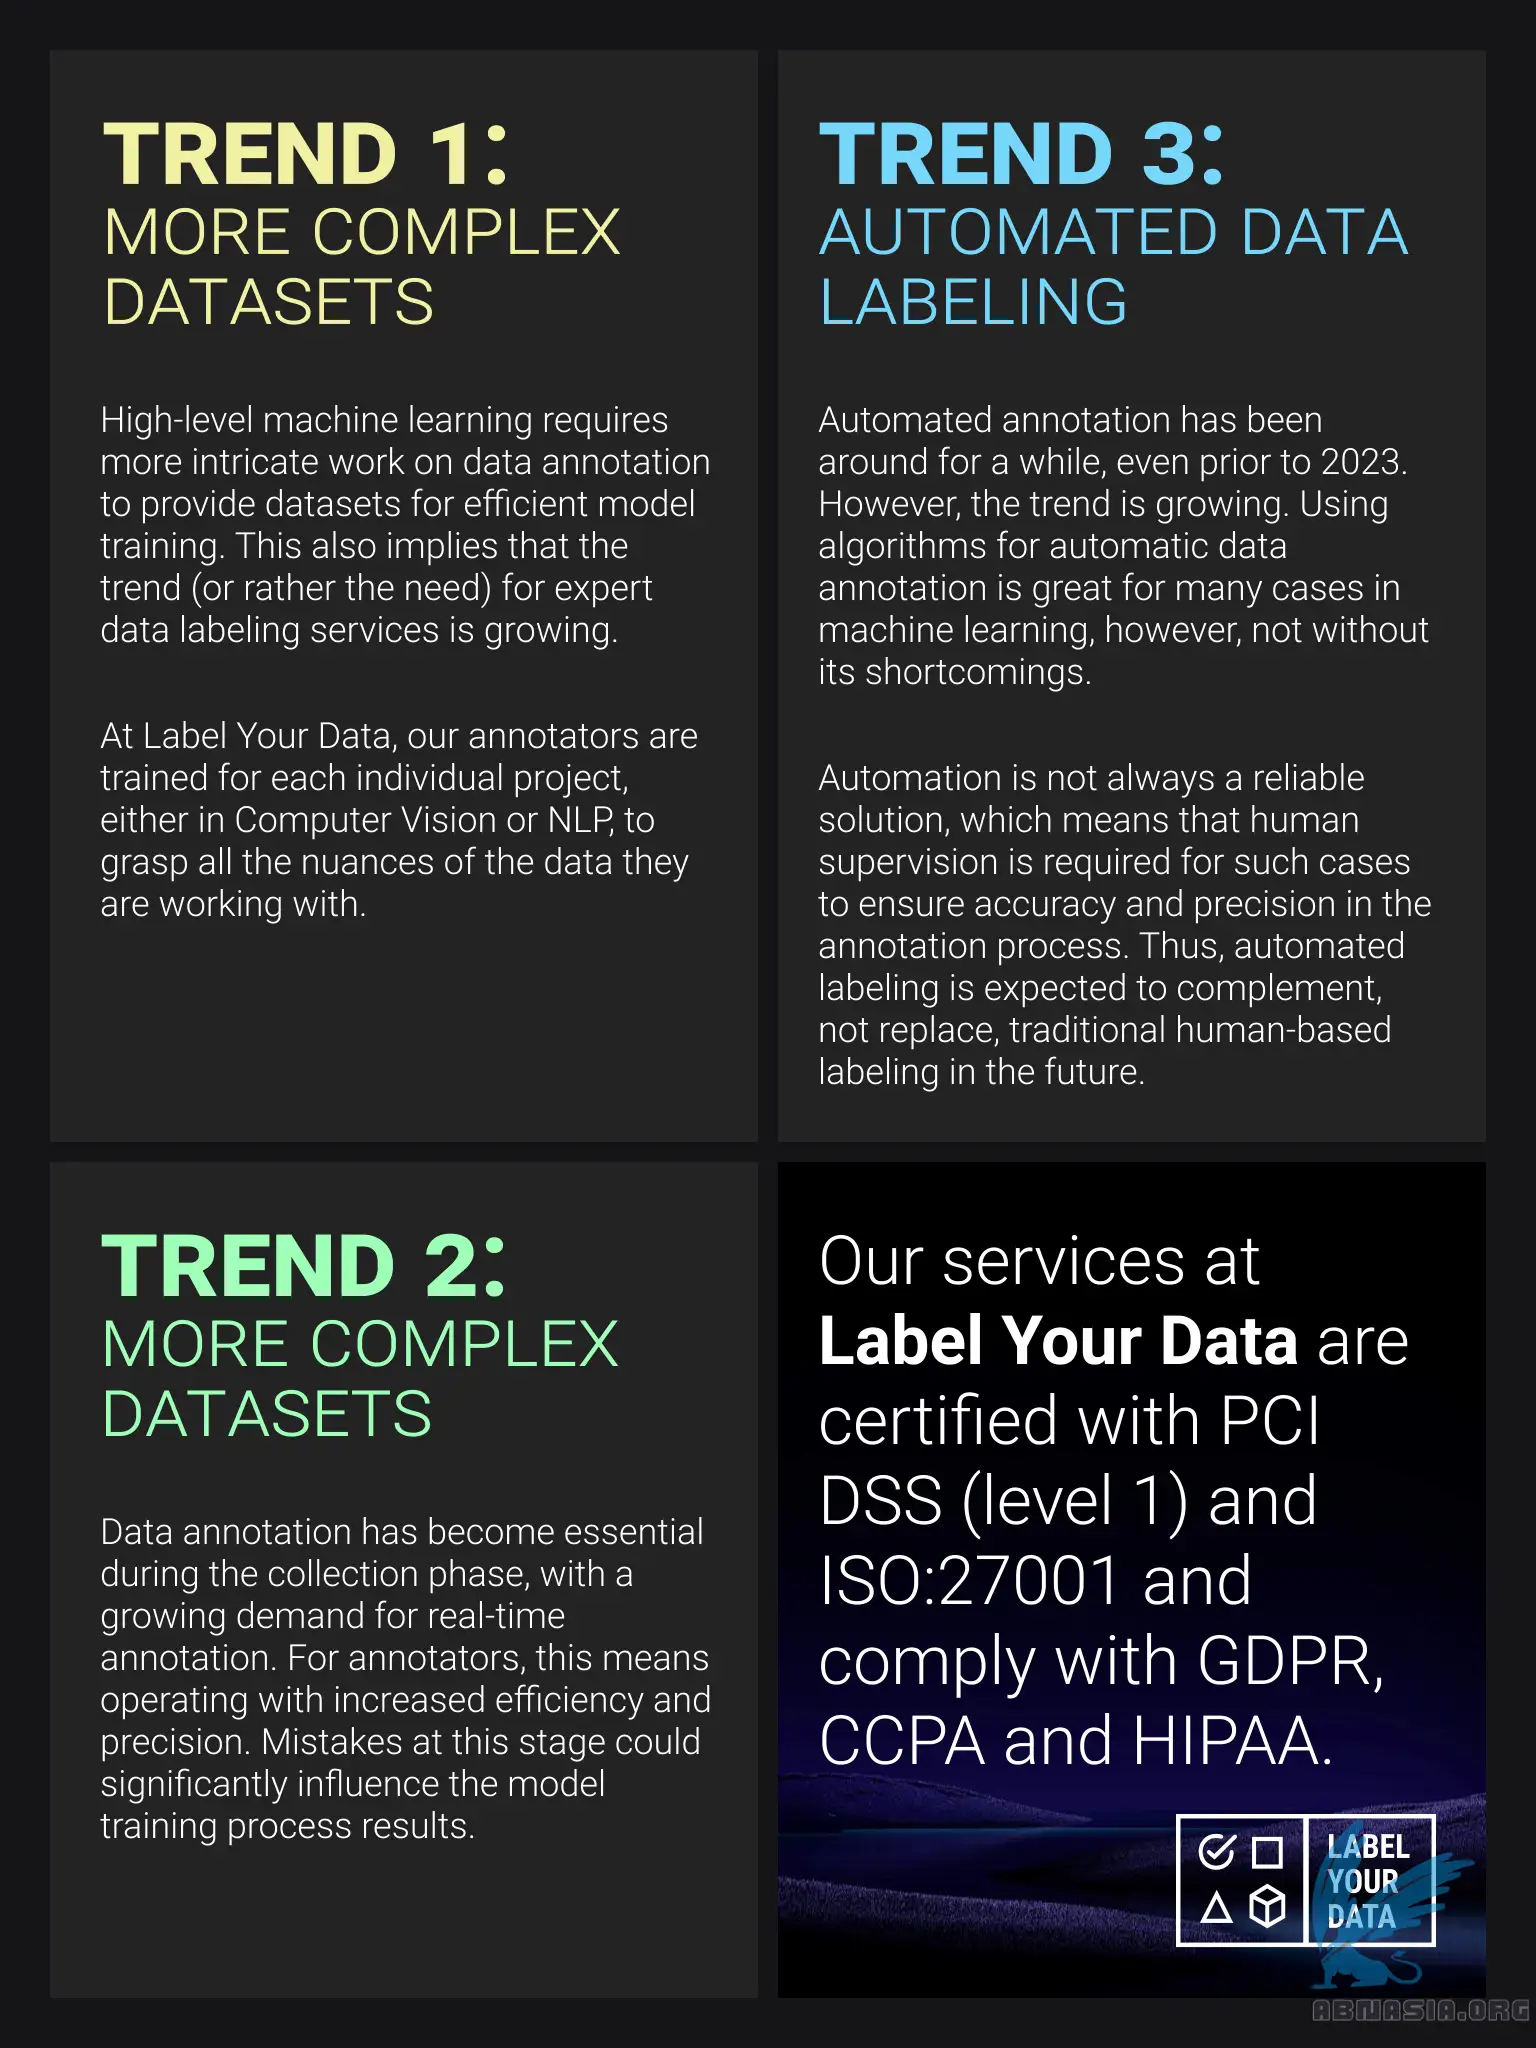 TREND 1:
MORE COMPLEX
DATASETS
High-level machine learning requires
more intricate work on data annotation
to provide datasets for efficient model
training. This also implies that the
trend (or rather the need) for expert
data labeling services is growing.
At Label Your Data, our annotators are
trained for each individual project,
either in Computer Vision or NLP, to
grasp all the nuances of the data they
are working with.
TREND 2:
MORE COMPLEX
DATASETS
Data annotation has become essential
during the collection phase, with a
growing demand for real-time
annotation. For annotators, this means
operating with increased efficiency and
precision. Mistakes at this stage could
significantly influence the model
training process results.
TREND 3:
AUTOMATED DATA
LABELING
Automated annotation has been
around for a while, even prior to 2023.
However, the trend is growing. Using
algorithms for automatic data
annotation is great for many cases in
machine learning, however, not without
its shortcomings.
Automation is not always a reliable
solution, which means that human
supervision is required for such cases
to ensure accuracy and precision in the
annotation process. Thus, automated
labeling is expected to complement,
not replace, traditional human-based
labeling in the future.
Our services at
Label Your Data are
certified with PCI
DSS (level 1) and
ISO:27001 and
comply with GDPR,
CCPA and HIPAA.
LABEL
YOUR
DATA
ABNASIA.ORG